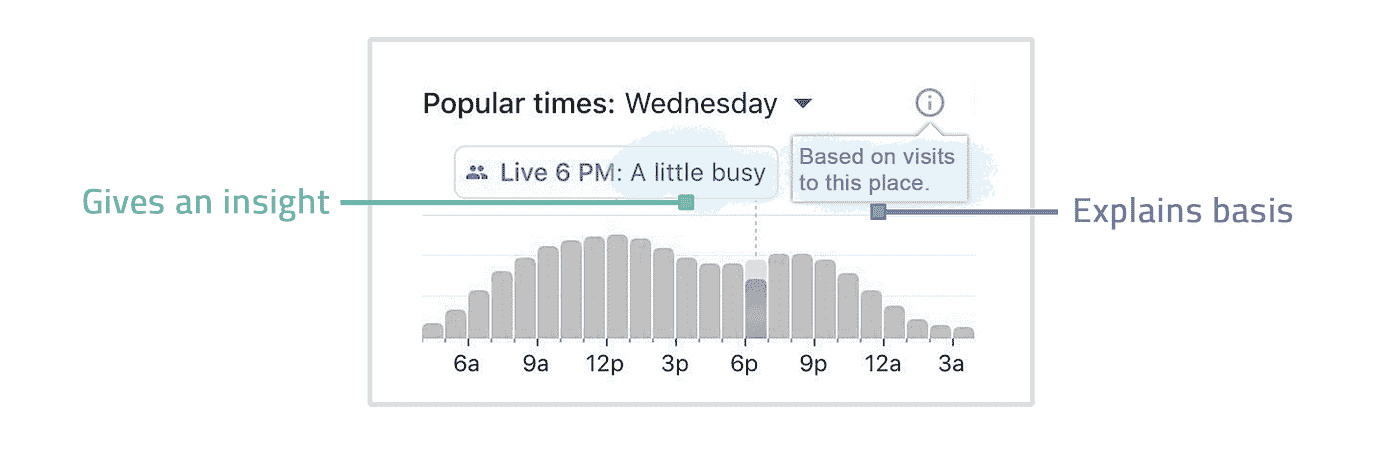 Popular times: Wednesday
Live 6 PM: A little busy
Based on visits
to this place.
Gives an insight
Explains basis
6a 9a 12p 3p 6p 9p 12a 3a